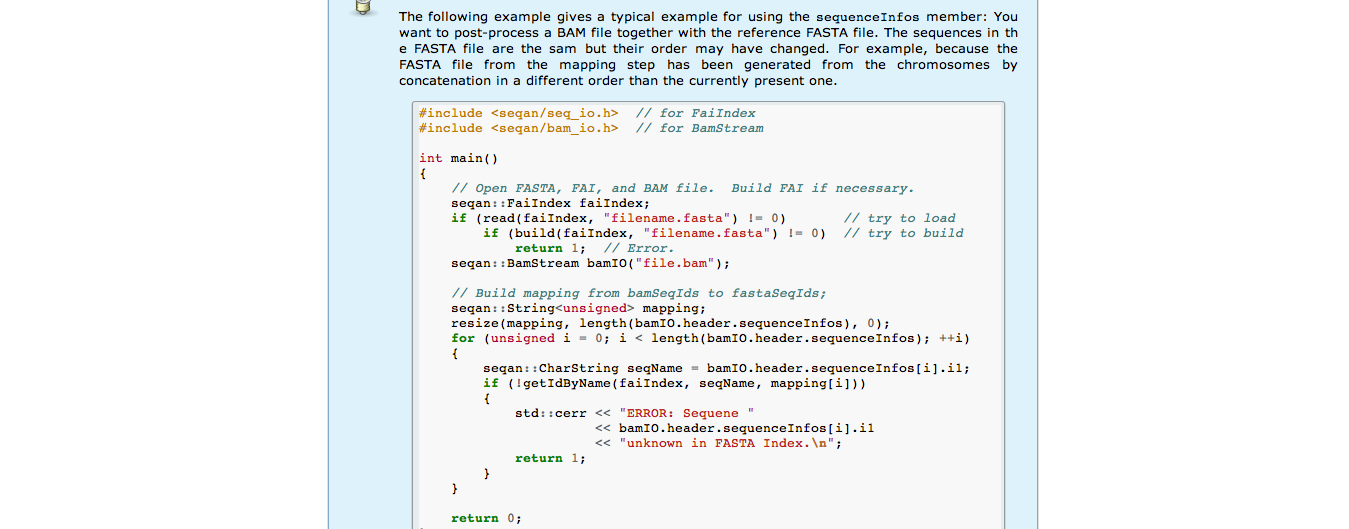 The following example gives a typical example for using the sequenceInfos member: You
want to post-process a BAM file together with the reference FASTA file. The sequences in th
e FASTA file are the sam but their order may have changed. For example, because the
FASTA file from the mapping step has been generated from the chromosomes by
concatenation in a different order than the currently present one.
#include <seqan/seq_io.h>  // for FaiIndex
#include <seqan/bam_io.h>  // for BamStream
int main()
{
    // Open FASTA, FAI, and BAM file.  Build FAI if necessary.
    seqan::FaiIndex faiIndex;
    if (read(faiIndex, "filename.fasta") != 0)       // try to load
        if (build(faiIndex, "filename.fasta") != 0)  // try to build
            return 1;  // Error.
    seqan::BamStream bamIO("file.bam");
    // Build mapping from bamSeqIds to fastaSeqIds;
    seqan::String<unsigned> mapping;
    resize(mapping, length(bamIO.header.sequenceInfos), 0);
    for (unsigned i = 0; i < length(bamIO.header.sequenceInfos); ++i)
    {
        seqan::CharString seqName = bamIO.header.sequenceInfos[i].i1;
        if (!getIdByName(faiIndex, seqName, mapping[i]))
        {
            std::cerr << "ERROR: Sequene "
                      << bamIO.header.sequenceInfos[i].i1
                      << "unknown in FASTA Index.\n";
            return 1;
        }
    }
    return 0;